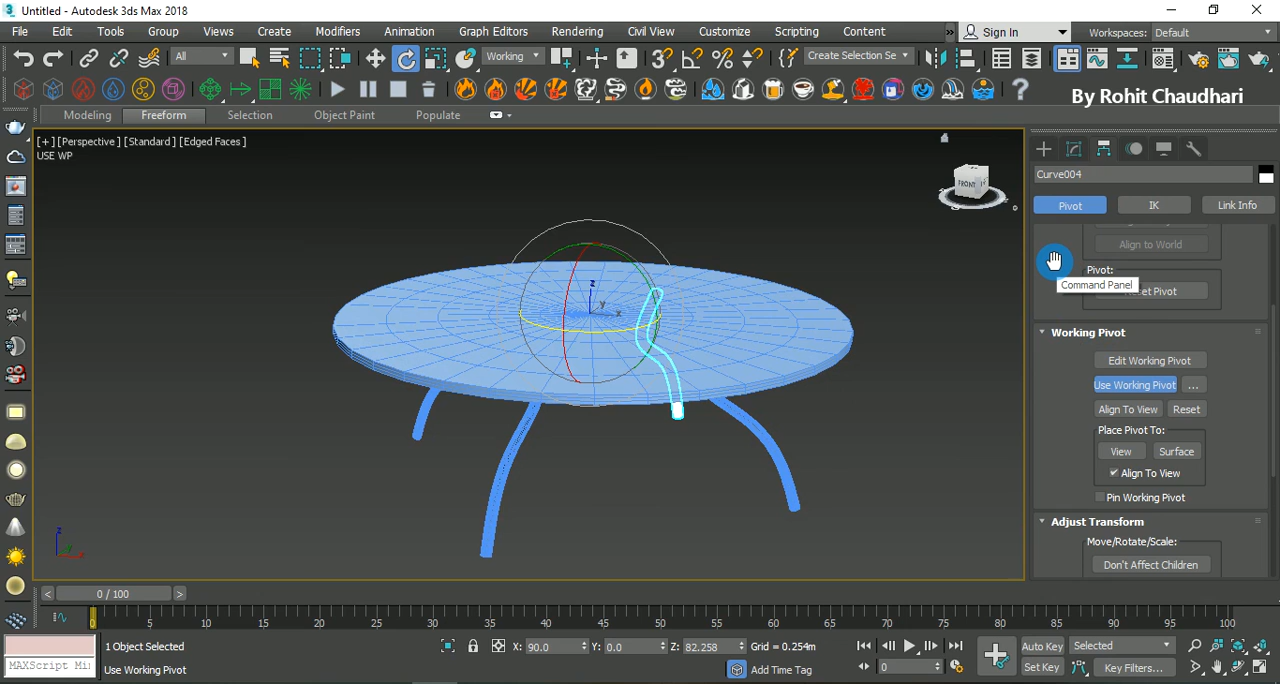 Untitled - Autodesk 3ds Max 2018
File Edit Tools Group Views Create Modifiers Animation Graph Editors Rendering Civil View Customize Scripting Content » Sign In Workspaces: Default
All Working Create Selection Se
By Rohit Chaudhari
Modeling Freeform Selection Object Paint Populate
[+] [Perspective] [Standard] [Edged Faces]
USE WP
FRONT
Curve004
Pivot IK Link Info
Align to World
Pivot:
Command Panel
Reset Pivot
Working Pivot
Edit Working Pivot
Use Working Pivot ...
Align To View Reset
Place Pivot To:
View Surface
Align To View
Pin Working Pivot
Adjust Transform
Move/Rotate/Scale:
Don't Affect Children
z
y
x
z
< 0 / 100 >
0 5 10 15 20 25 30 35 40 45 50 55 60 65 70 75 80 85 90 95 100
1 Object Selected X: 90.0 Y: 0.0 Z: 82.258 Grid = 0.254m Auto Key Selected
MAXScript Mi Use Working Pivot Add Time Tag 0 Set Key Key Filters...